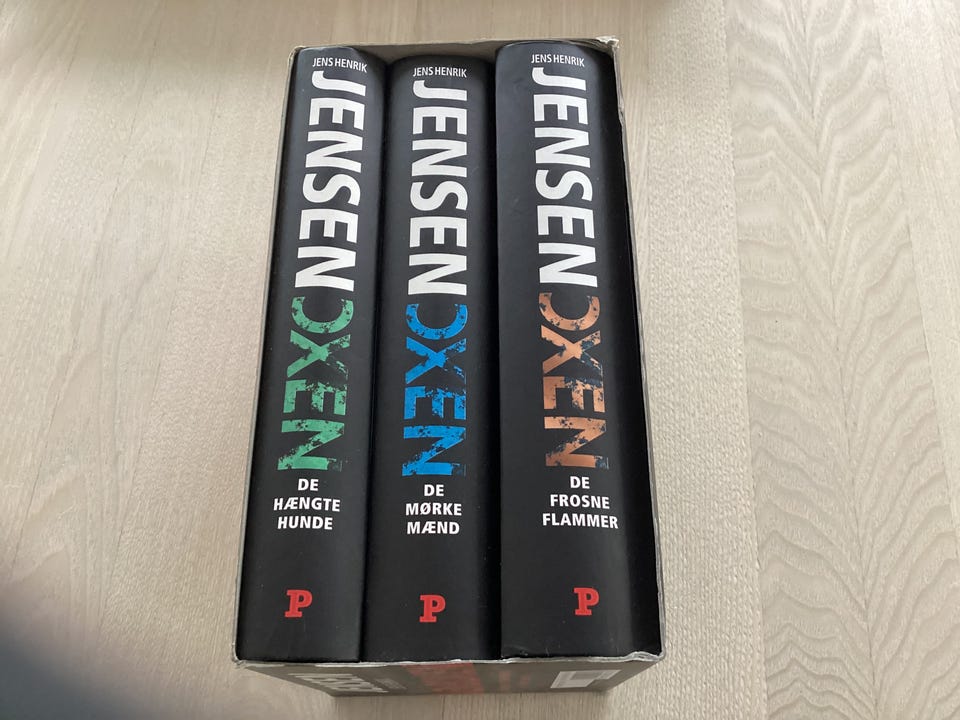 JENS HENRIK
JENSEN
OXEN
DE
HÆNGTE
HUNDE
P
JENS HENRIK
JENSEN
OXEN
DE
MØRKE
MÆND
P
JENS HENRIK
JENSEN
OXEN
DE
FROSNE
FLAMMER
P